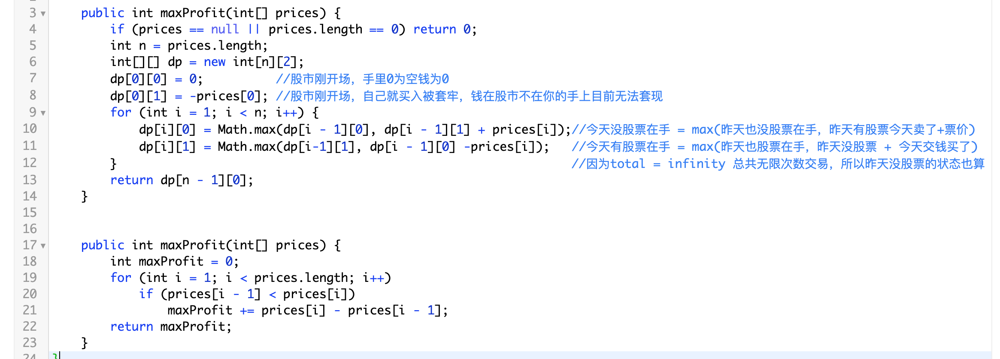 3 public int maxProfit(int[] prices) {
4 if (prices == null || prices.length == 0) return 0;
5 int n = prices.length;
6 int[][] dp = new int[n][2];
7 dp[0][0] = 0; //股市刚开场，手里0为空钱为0
8 dp[0][1] = -prices[0]; //股市刚开场，自己就买入被套牢，钱在股市不在你的手上目前无法套现
9 for (int i = 1; i < n; i++) {
10 dp[i][0] = Math.max(dp[i - 1][0], dp[i - 1][1] + prices[i]);//今天没股票在手 = max(昨天也没股票在手，昨天有股票今天卖了+票价)
11 dp[i][1] = Math.max(dp[i-1][1], dp[i - 1][0] -prices[i]); //今天有股票在手 = max(昨天也股票在手，昨天没股票 + 今天交钱买了)
12 } //因为total = infinity 总共无限次数交易，所以昨天没股票的状态也算
13 return dp[n - 1][0];
14 }
15
16
17 public int maxProfit(int[] prices) {
18 int maxProfit = 0;
19 for (int i = 1; i < prices.length; i++)
20 if (prices[i - 1] < prices[i])
21 maxProfit += prices[i] - prices[i - 1];
22 return maxProfit;
23 }
24 }